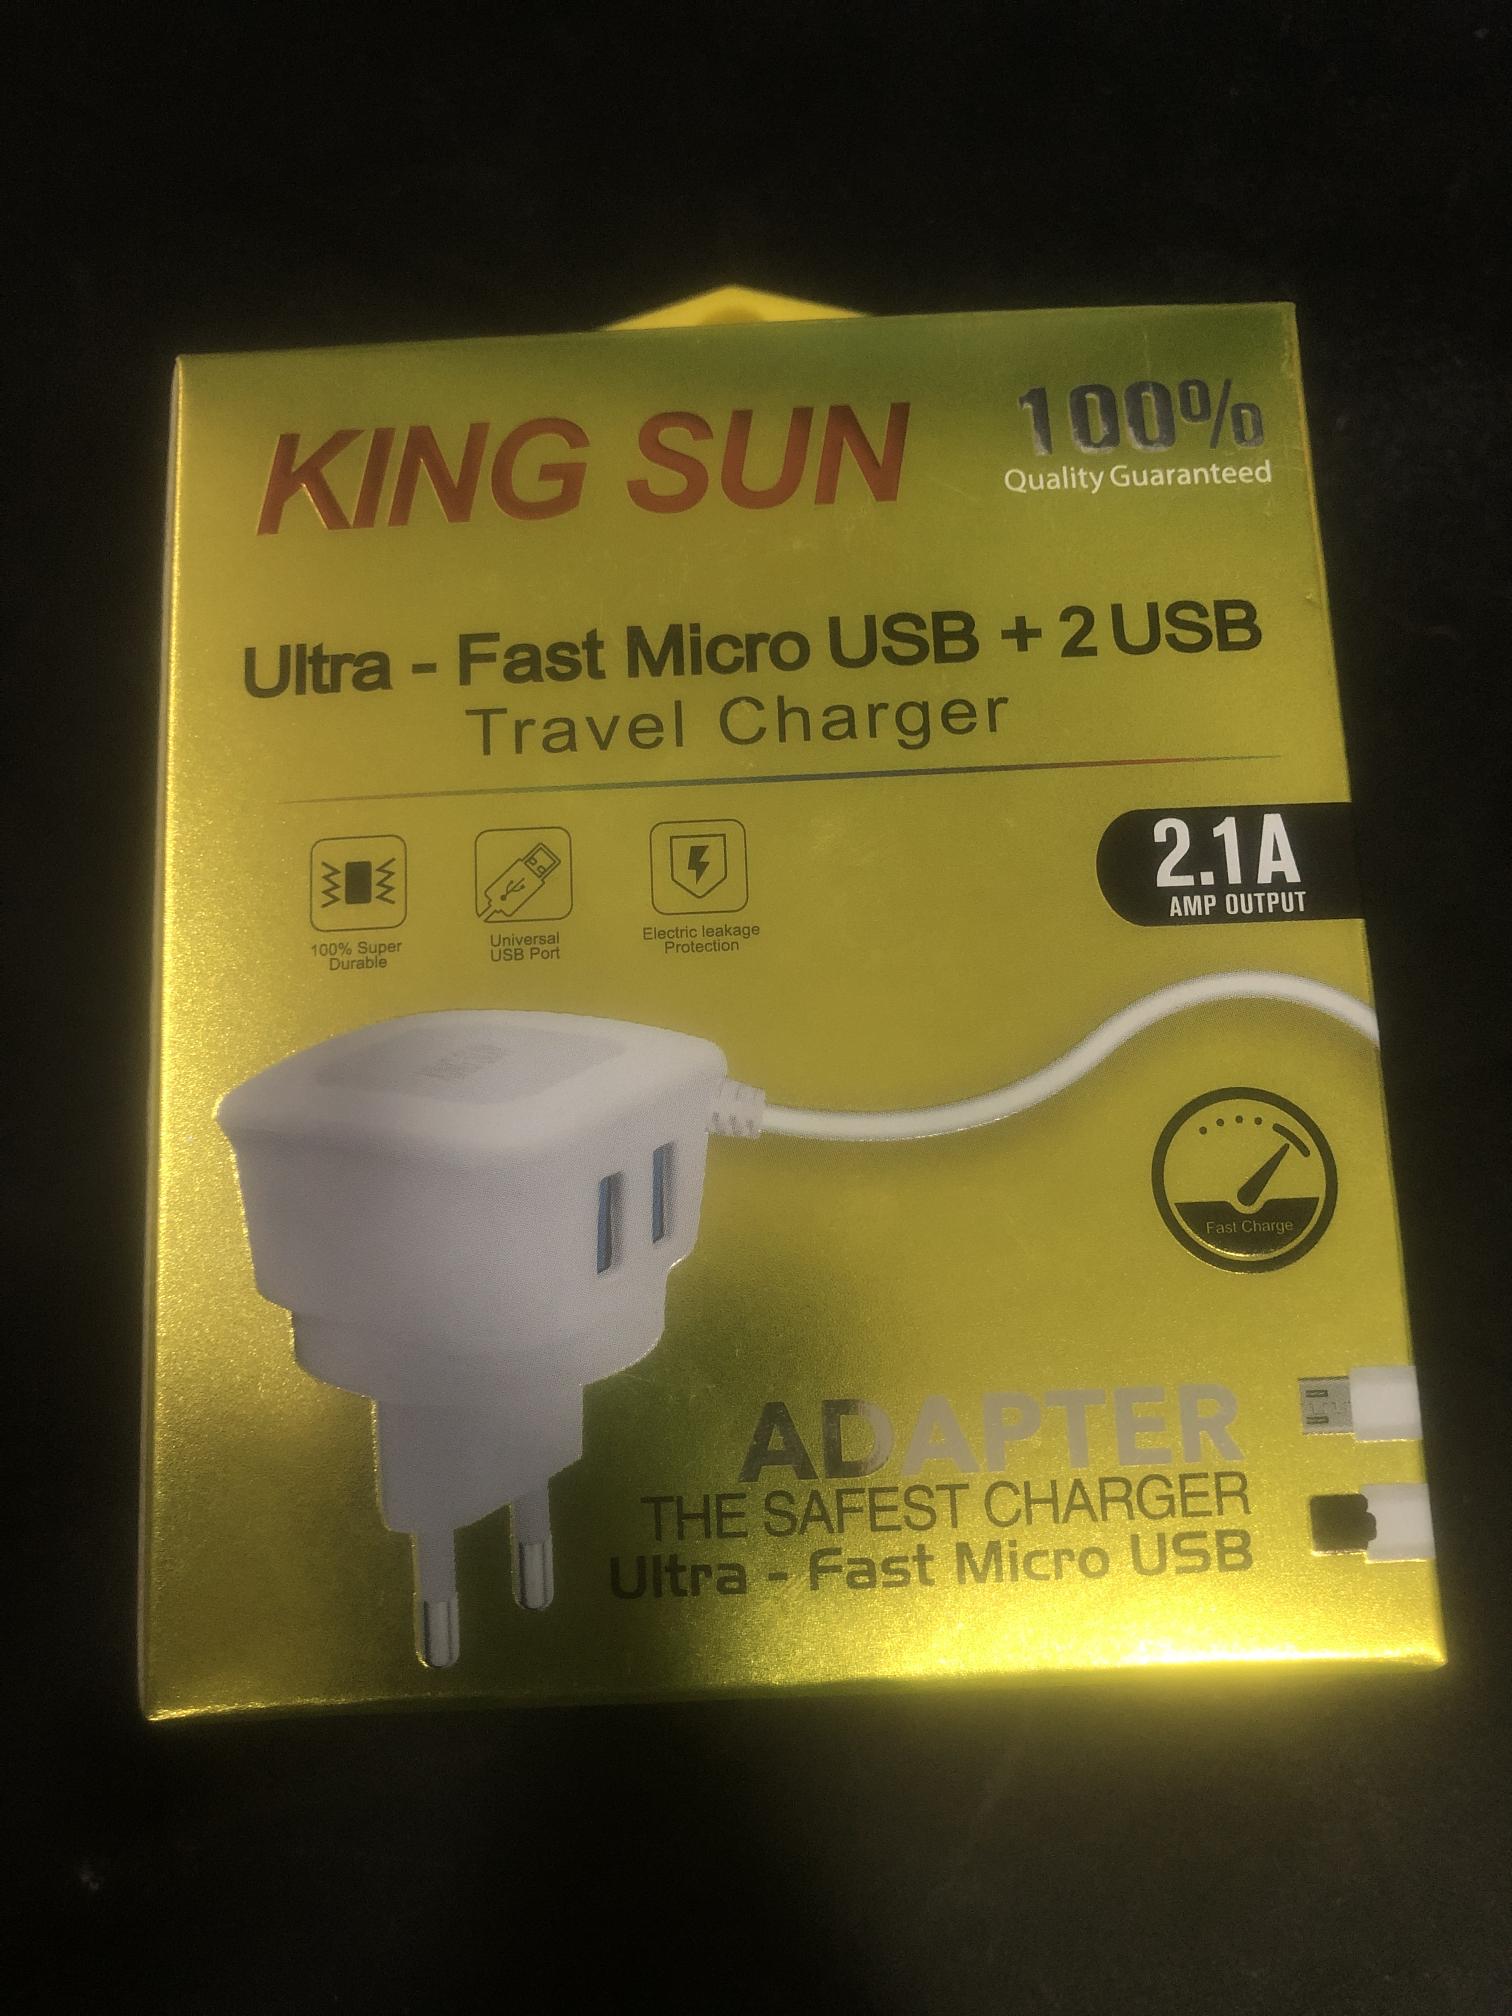 KING SUN
100%
Quality Guaranteed
Ultra - Fast Micro USB + 2 USB
Travel Charger
100% Super
Durable
Universal
USB Port
Electric leakage
Protection
2.1A
AMP OUTPUT
Fast Charge
ADAPTER
THE SAFEST CHARGER
Ultra - Fast Micro USB